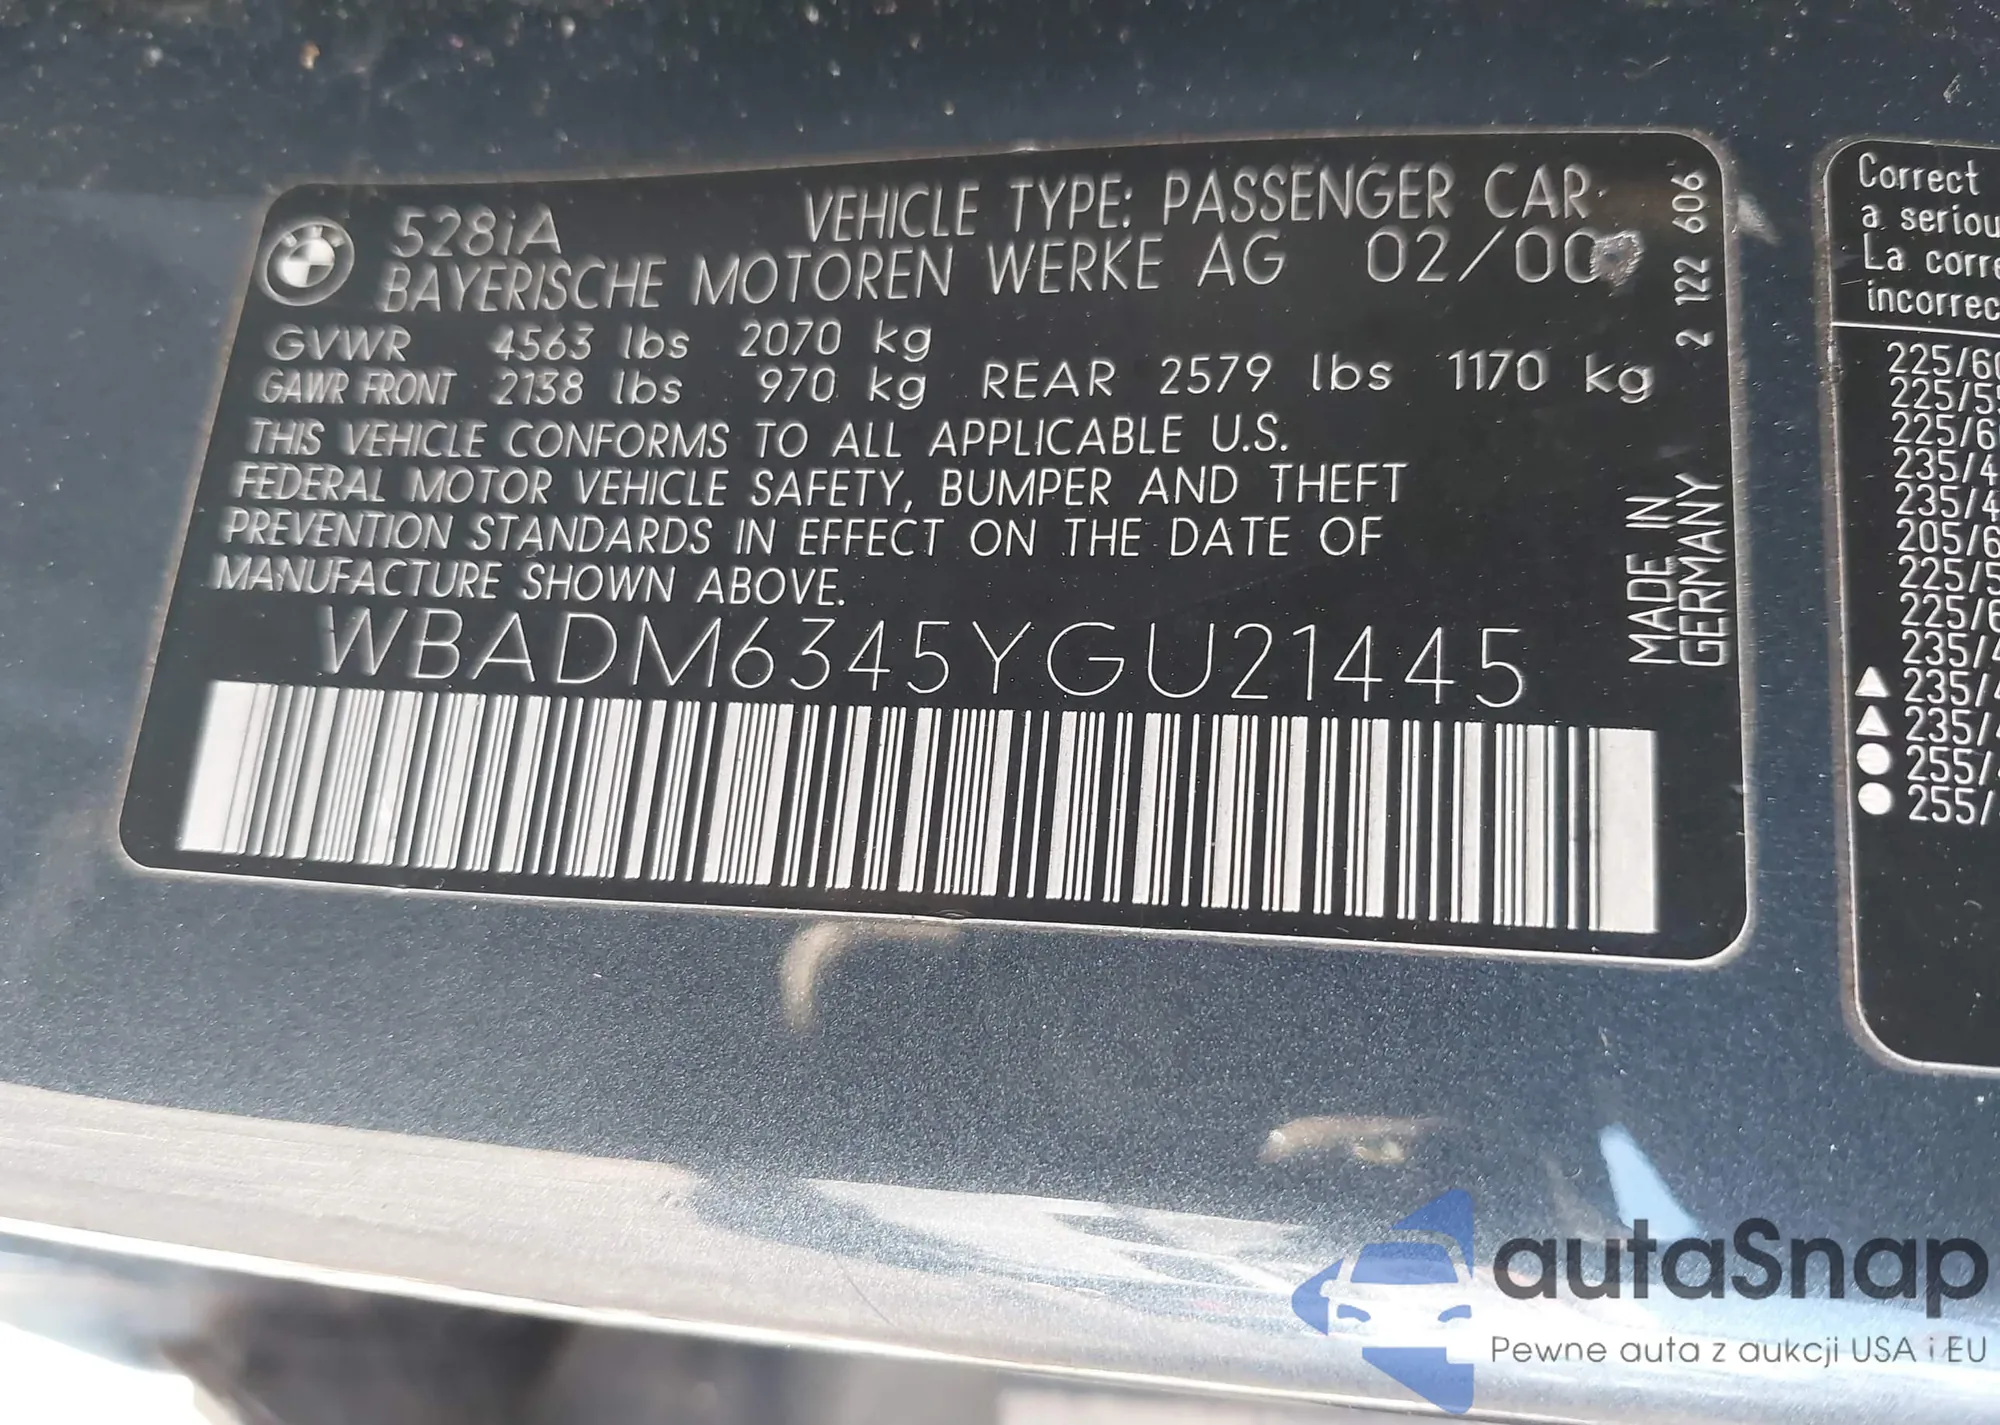 528iA VEHICLE TYPE: PASSENGER CAR
BAYERISCHE MOTOREN WERKE AG 02/00
GVWR 4563 lbs 2070 kg
GAWR FRONT 2138 lbs 970 kg REAR 2579 lbs 1170 kg
THIS VEHICLE CONFORMS TO ALL APPLICABLE U.S.
FEDERAL MOTOR VEHICLE SAFETY, BUMPER AND THEFT
PREVENTION STANDARDS IN EFFECT ON THE DATE OF
MANUFACTURE SHOWN ABOVE.
WBADM6345YGU21445
2 122 606
MADE IN
GERMANY
Correct
a seriou
La corre
incorrec
225/60
225/55
225/6
235/4
235/4
205/6
225/5
225/6
235/4
235/4
235/4
255/
255/
autaSnap
Pewne auta z aukcji USA i EU